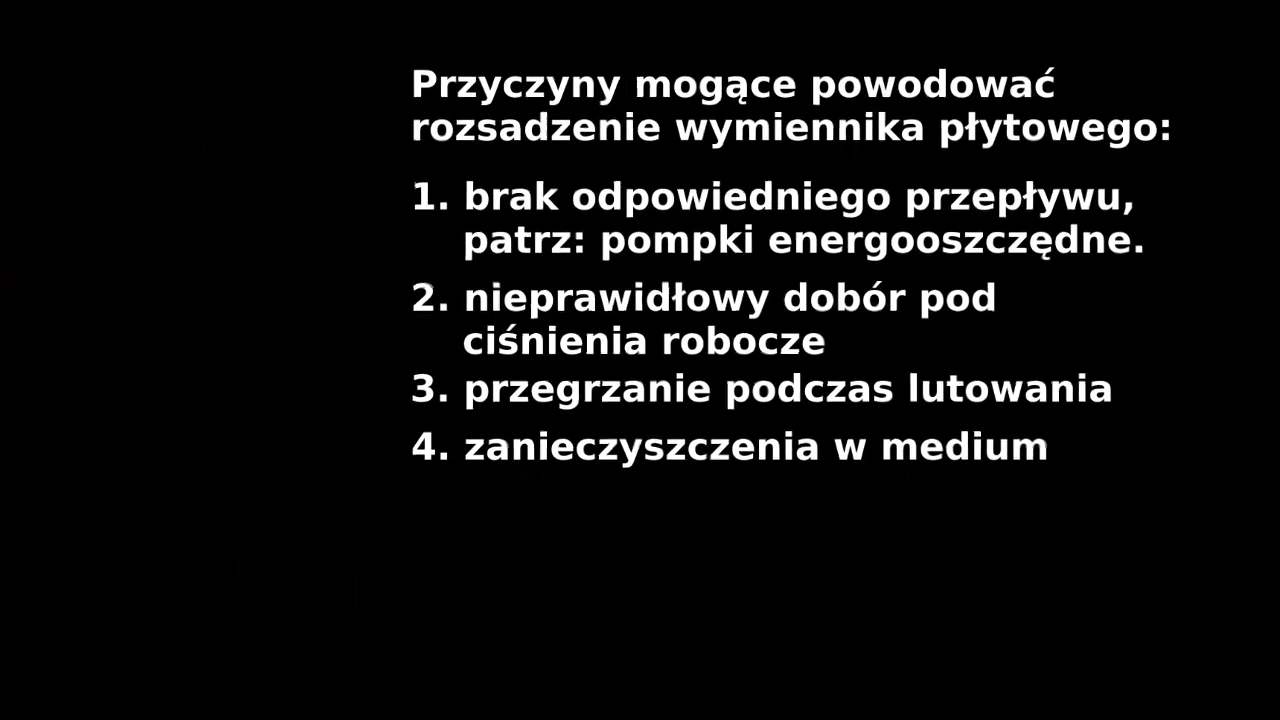 Przyczyny mogące powodować
rozsadzenie wymiennika płytowego:
1. brak odpowiedniego przepływu,
patrz: pompki energooszczędne.
2. nieprawidłowy dobór pod
ciśnienia robocze
3. przegrzanie podczas lutowania
4. zanieczyszczenia w medium